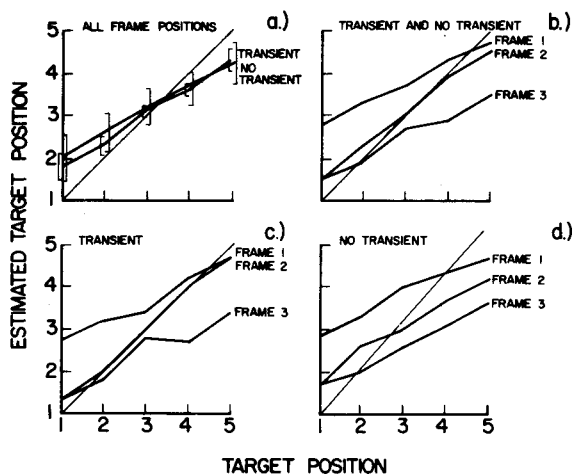 ESTIMATED TARGET POSITION
ALL FRAME POSITIONS
a.)
5
4
3
2
1
TRANSIENT
NO
TRANSIENT
TRANSIENT AND NO TRANSIENT
b.)
FRAME 1
FRAME 2
FRAME 3
TRANSIENT
c.)
5
4
3
2
1
FRAME 1
FRAME 2
FRAME 3
1 2 3 4 5
NO TRANSIENT
d.)
FRAME 1
FRAME 2
FRAME 3
1 2 3 4 5
TARGET POSITION